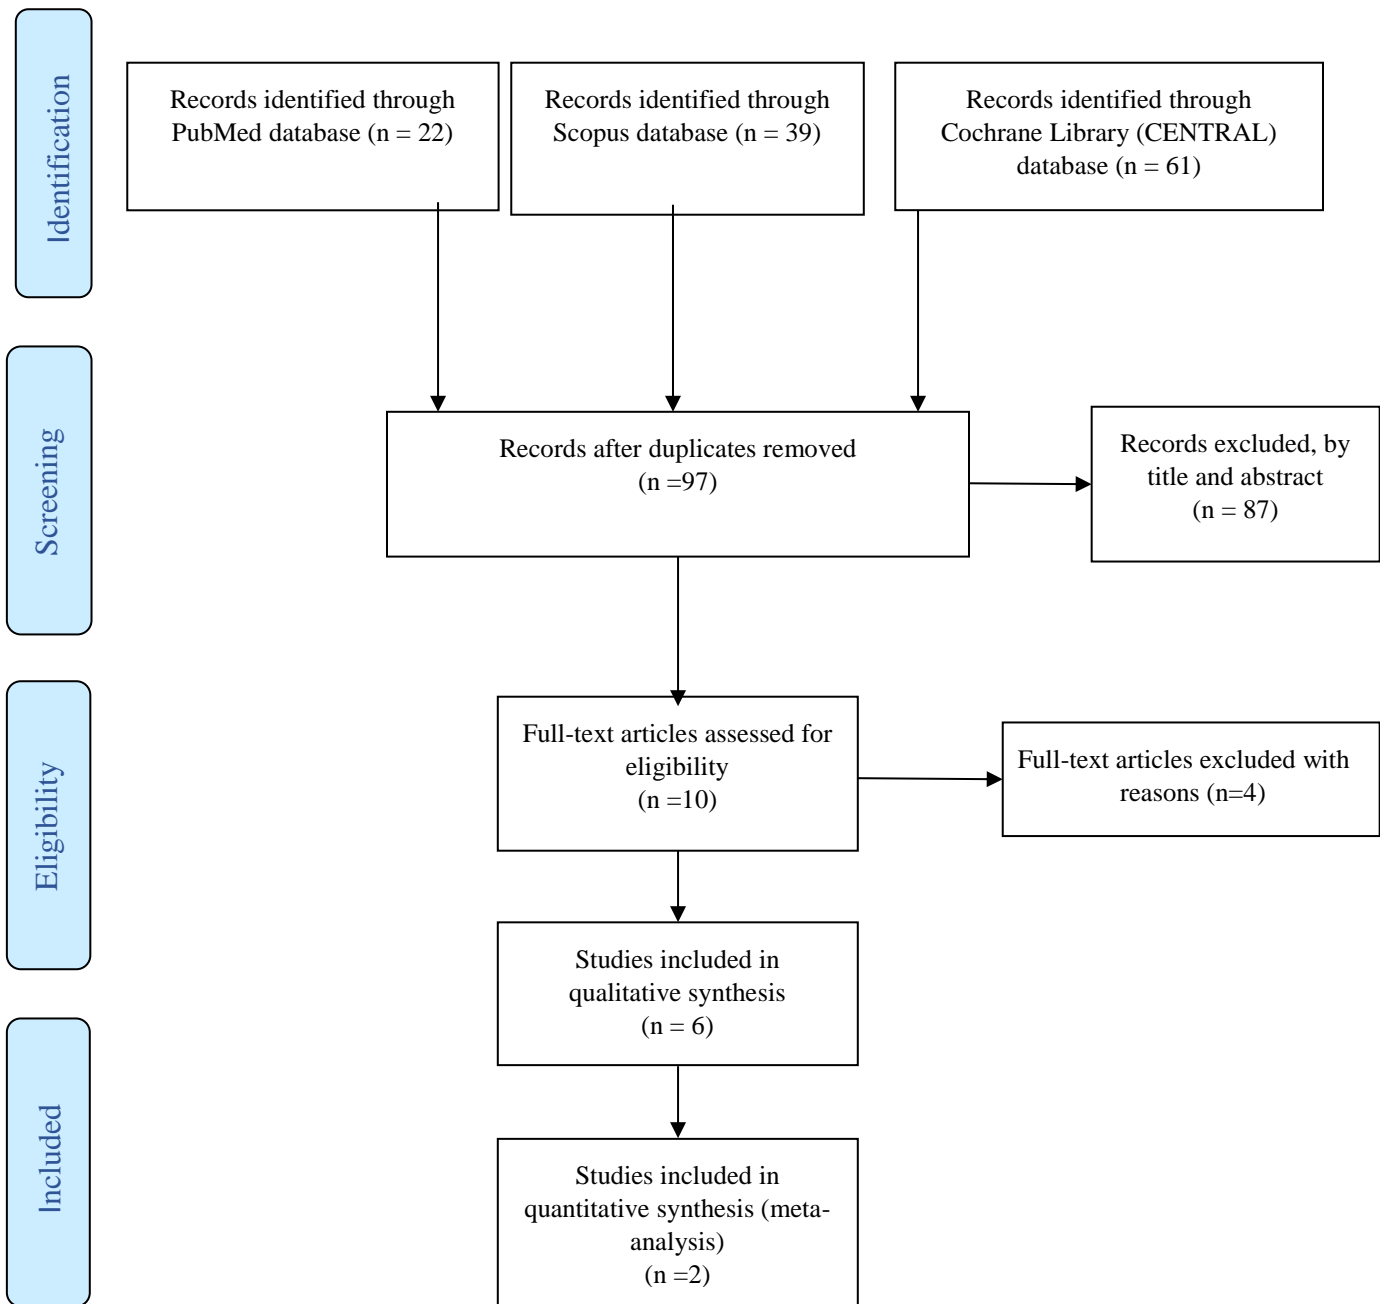 Identification
Records identified through
PubMed database (n = 22)
Records identified through
Scopus database (n = 39)
Records identified through
Cochrane Library (CENTRAL)
database (n = 61)
Screening
Records after duplicates removed
(n =97)
Records excluded, by
title and abstract
(n = 87)
Eligibility
Full-text articles assessed for
eligibility
(n =10)
Full-text articles excluded with
reasons (n=4)
Studies included in
qualitative synthesis
(n = 6)
Included
Studies included in
quantitative synthesis (meta-
analysis)
(n =2)